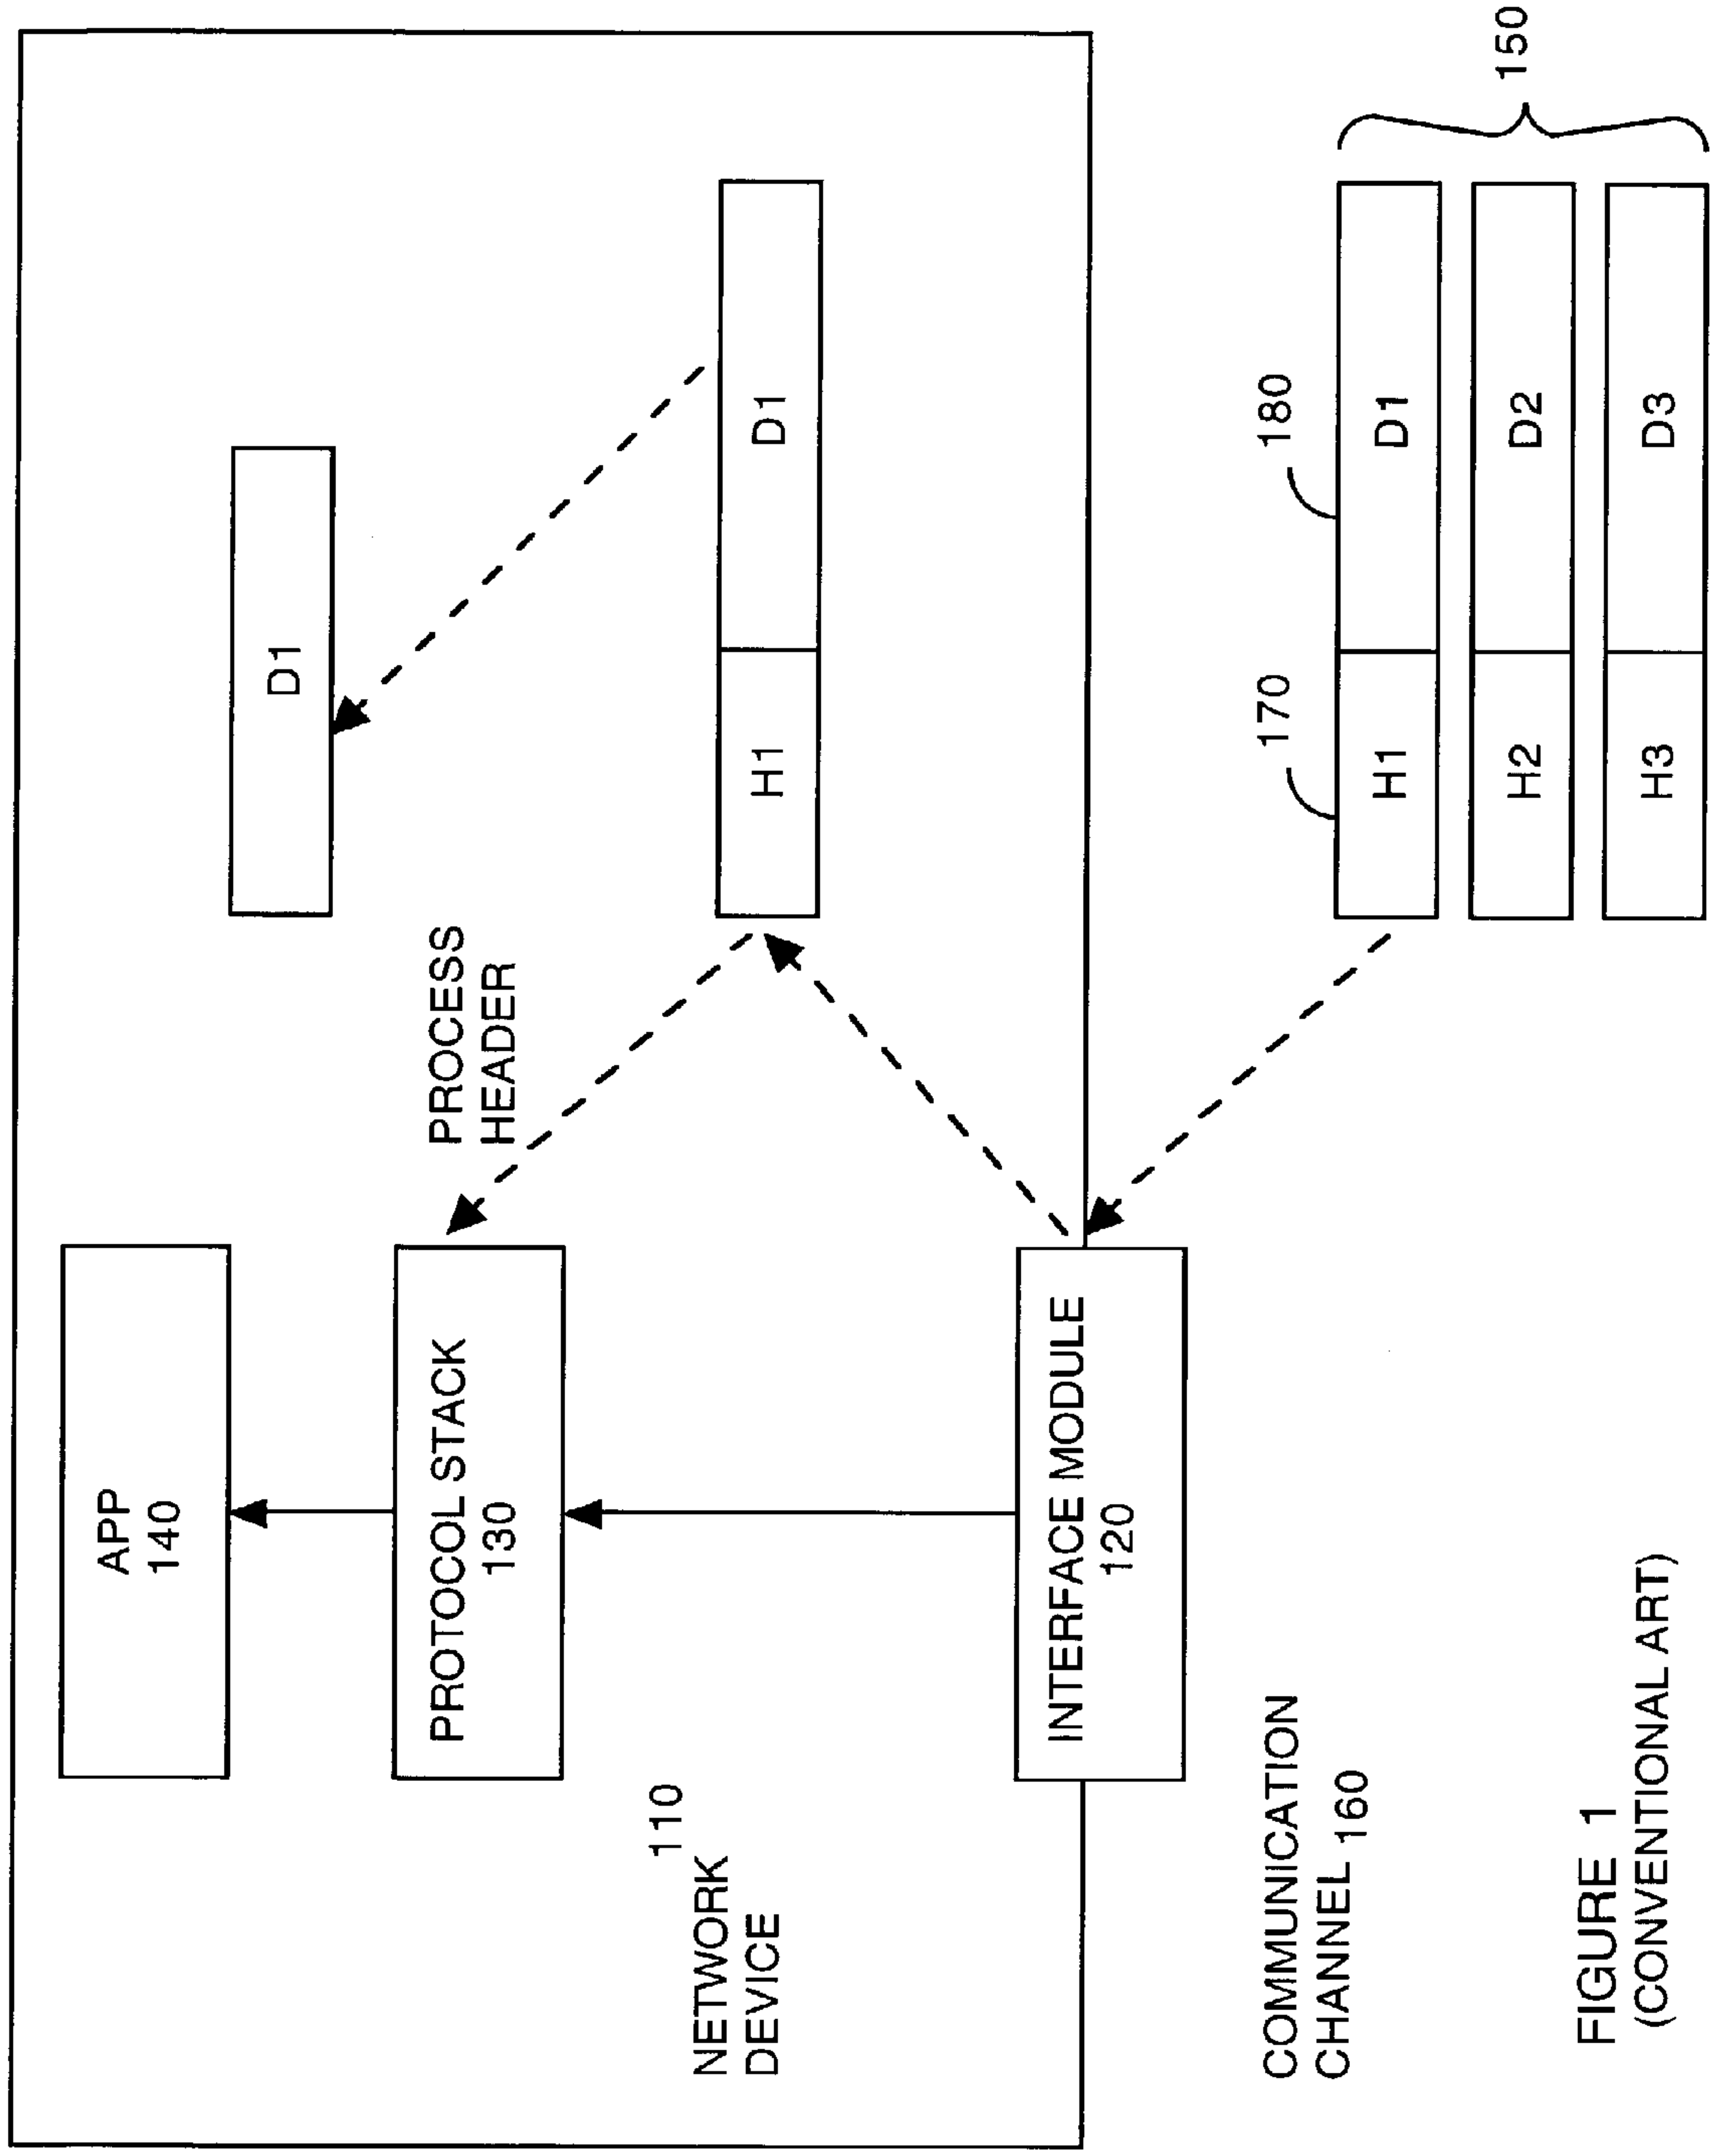 APP
140
D1
PROTOCOL STACK
130
PROCESS
HEADER
110
NETWORK
DEVICE
H1 D1
INTERFACE MODULE
120
COMMUNICATION
CHANNEL 160
170 180
H1 D1
H2 D2
H3 D3
150
FIGURE 1
(CONVENTIONAL ART)